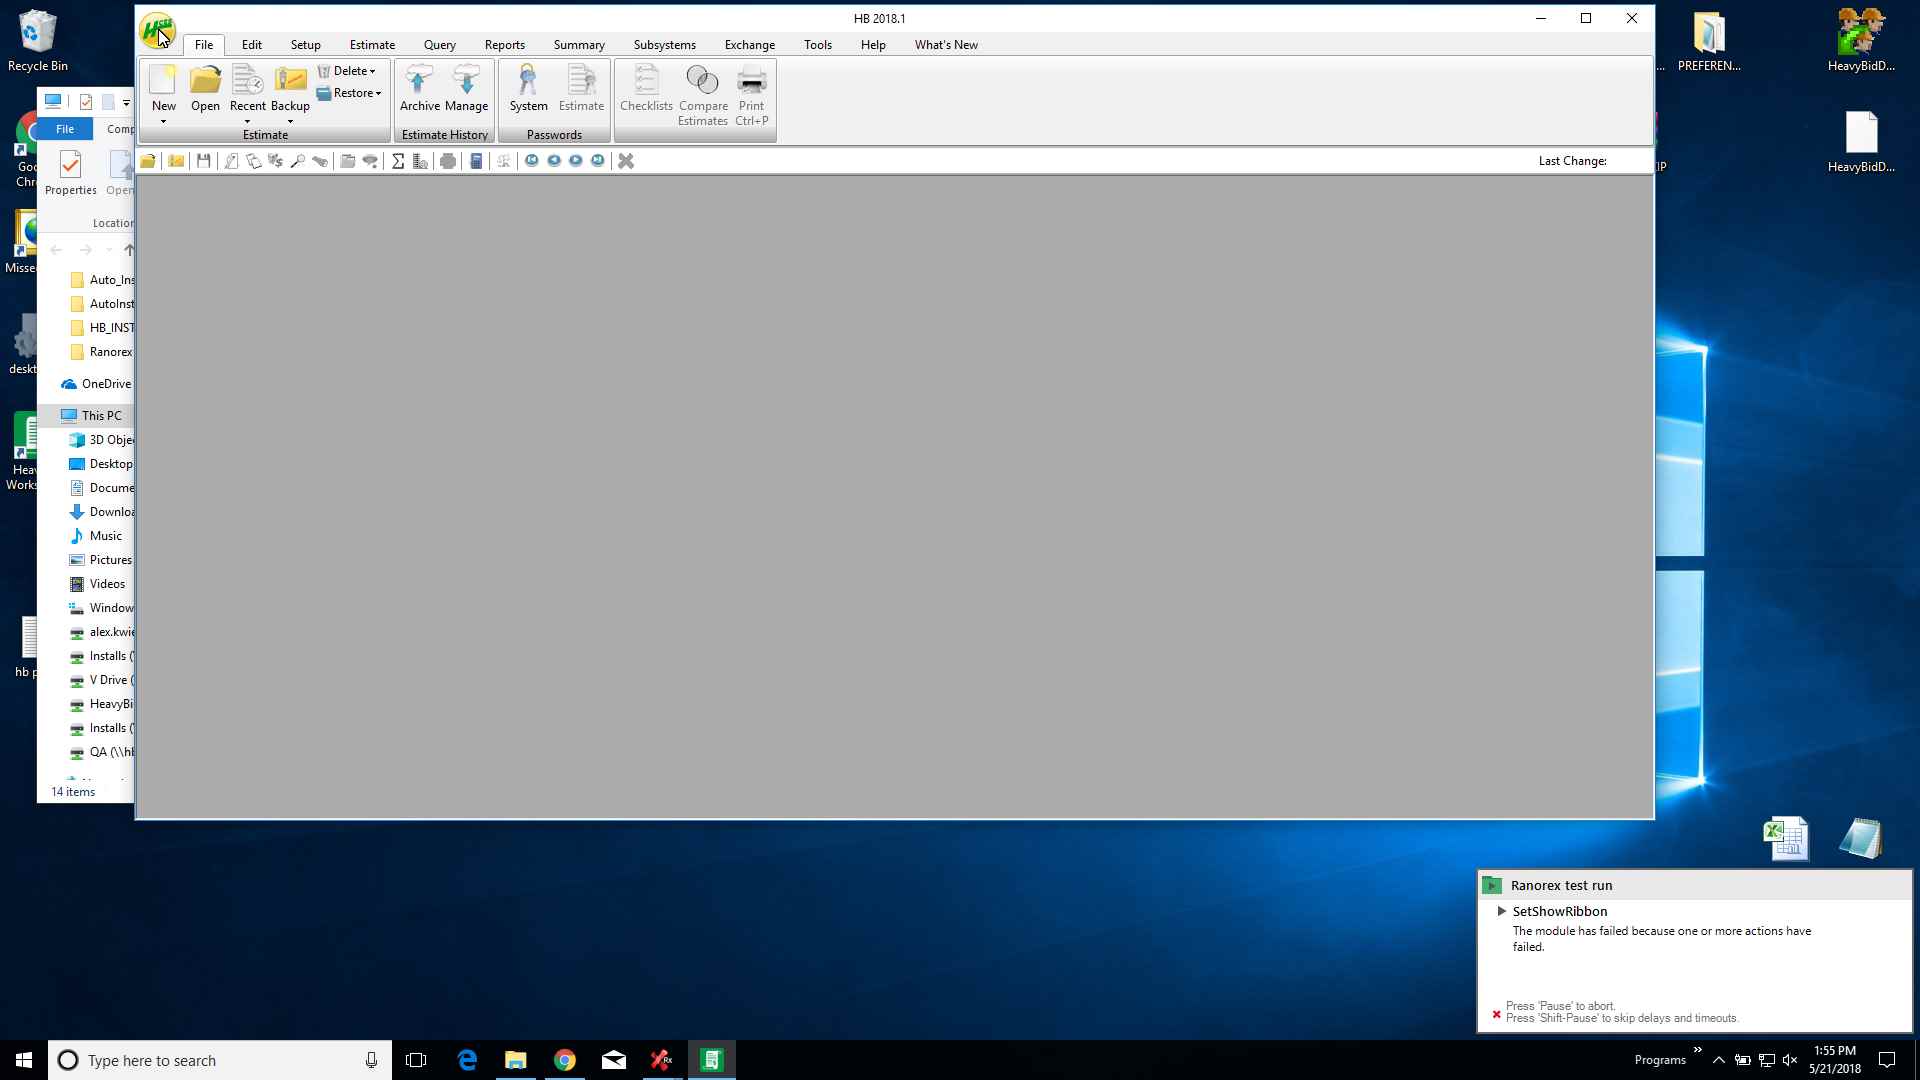 Recycle Bin
HB 2018.1
File
Edit
Setup
Estimate
Query
Reports
Summary
Subsystems
Exchange
Tools
Help
What's New
New
Open
Recent
Backup
Delete
Restore
Estimate
Archive
Manage
Estimate History
System
Estimate
Passwords
Checklists
Compare
Estimates
Print
Ctrl+P
Last Change:
PREFEREN...
HeavyBidD...
HeavyBidD...
IP
File
Comp
Properties
Open
Location
Goo
Chro
Misse
deskt
Heav
Works
hb p
Auto_Ins
AutoInst
HB_INST
Ranorex
OneDrive
This PC
3D Obje
Desktop
Docume
Downloa
Music
Pictures
Videos
Window
alex.kwie
Installs (
V Drive (
HeavyBi
Installs (
QA (\\hb
14 items
Ranorex test run
SetShowRibbon
The module has failed because one or more actions have
failed.
Press 'Pause' to abort.
Press 'Shift-Pause' to skip delays and timeouts.
Type here to search
Programs
1:55 PM
5/21/2018